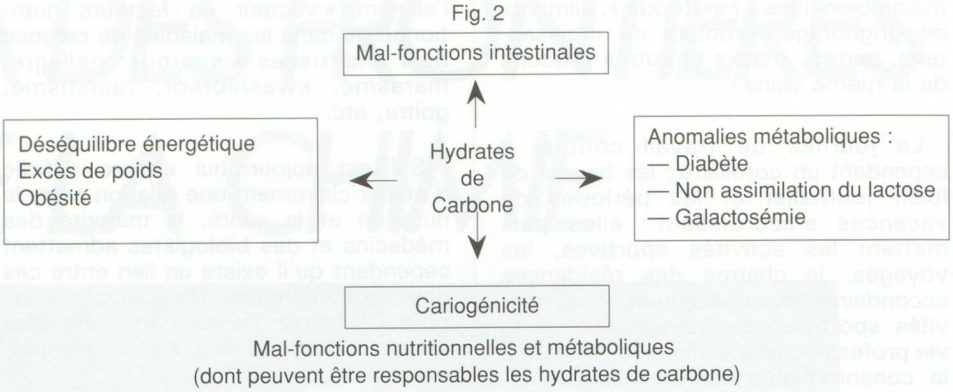 Fig. 2
Mal-fonctions intestinales
Déséquilibre énergétique
Excès de poids
Obésité
Hydrates
de
Carbone
Anomalies métaboliques :
— Diabète
— Non assimilation du lactose
— Galactosémie
Cariogénicité
Mal-fonctions nutritionnelles et métaboliques
(dont peuvent être responsables les hydrates de carbone)